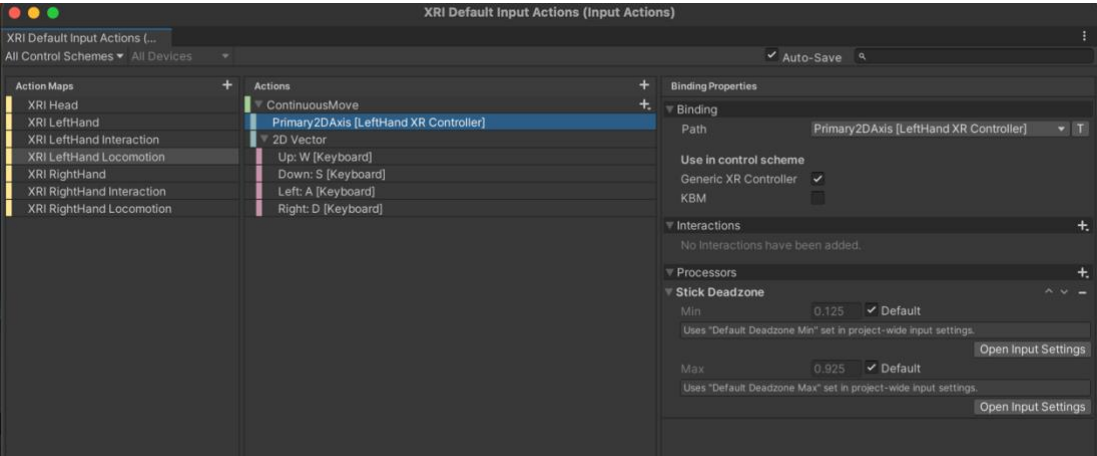 XRI Default Input Actions (Input Actions)
XRI Default Input Actions (...
All Control Schemes All Devices
Auto-Save
Action Maps
XRI Head
XRI LeftHand
XRI LeftHand Interaction
XRI LeftHand Locomotion
XRI RightHand
XRI RightHand Interaction
XRI RightHand Locomotion
Actions
ContinuousMove
Primary2DAxis [LeftHand XR Controller]
2D Vector
Up: W [Keyboard]
Down: S [Keyboard]
Left: A [Keyboard]
Right: D [Keyboard]
Binding Properties
Binding
Path Primary2DAxis [LeftHand XR Controller] T
Use in control scheme
Generic XR Controller
KBM
Interactions
No Interactions have been added.
Processors
Stick Deadzone
Min 0.125 Default
Uses "Default Deadzone Min" set in project-wide input settings.
Open Input Settings
Max 0.925 Default
Uses "Default Deadzone Max" set in project-wide input settings.
Open Input Settings